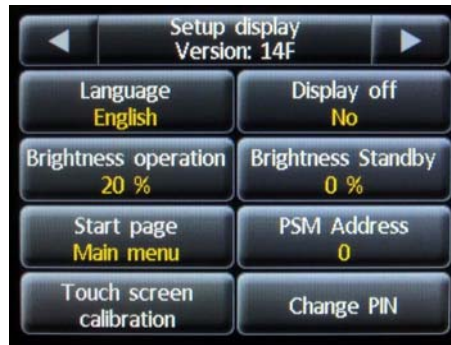 Setup display
Version: 14F
Language
English
Display off
No
Brightness operation
20 %
Brightness Standby
0 %
Start page
Main menu
PSM Address
0
Touch screen
calibration
Change PIN